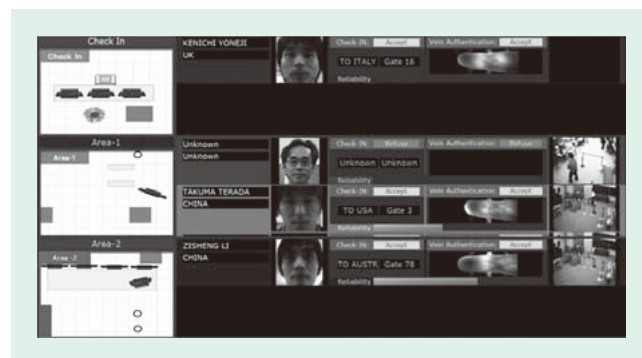 Check In
Check In
KENICHI YONEJI
UK
Check-IN: Accept
Vein Authentication: Accept
TO ITALY Gate 16
Reliability
Area-1
Area-1
Unknown
Unknown
Check-IN: Refuse
Vein Authentication: Refuse
Unknown Unknown
Reliability
TAKUMA TERADA
CHINA
Check-IN: Accept
Vein Authentication: Accept
TO USA Gate 3
Reliability
Area-2
Area-2
ZISHENG LI
CHINA
Check-IN: Accept
Vein Authentication: Accept
TO AUSTR. Gate 78
Reliability